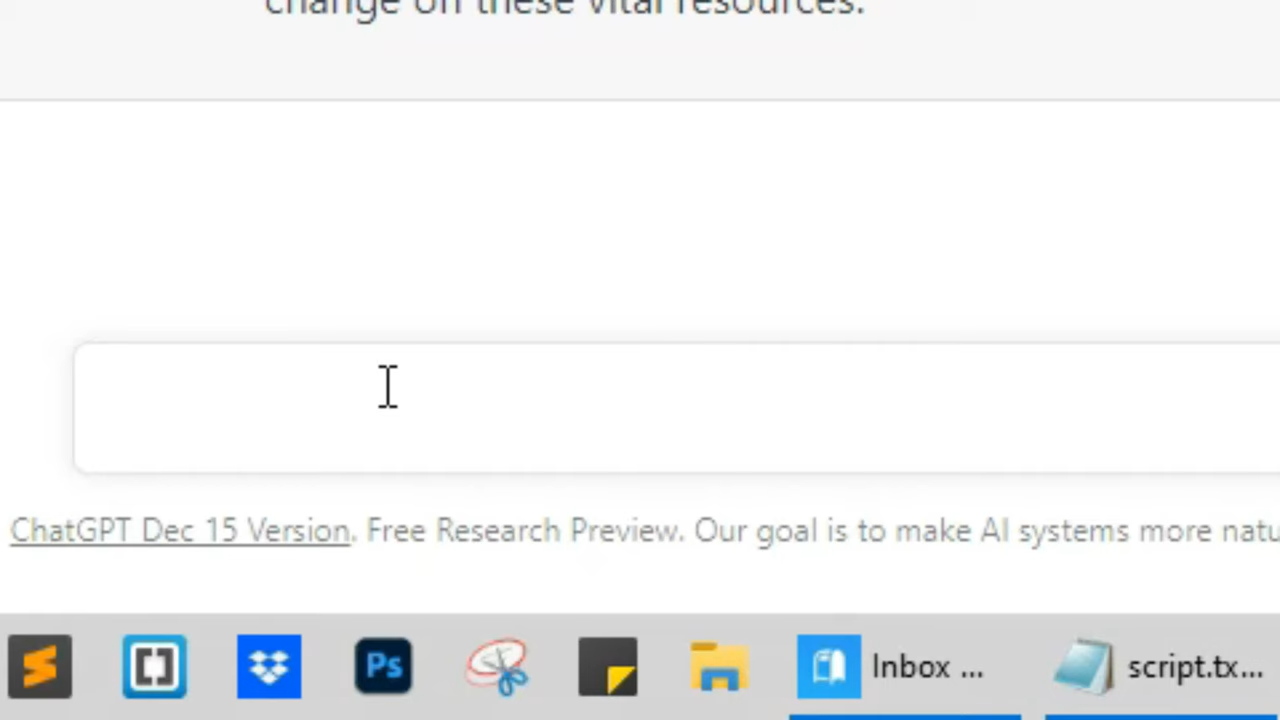 change on these vital resources.
ChatGPT Dec 15 Version. Free Research Preview. Our goal is to make AI systems more natu
Ps
Inbox ...
script.tx...